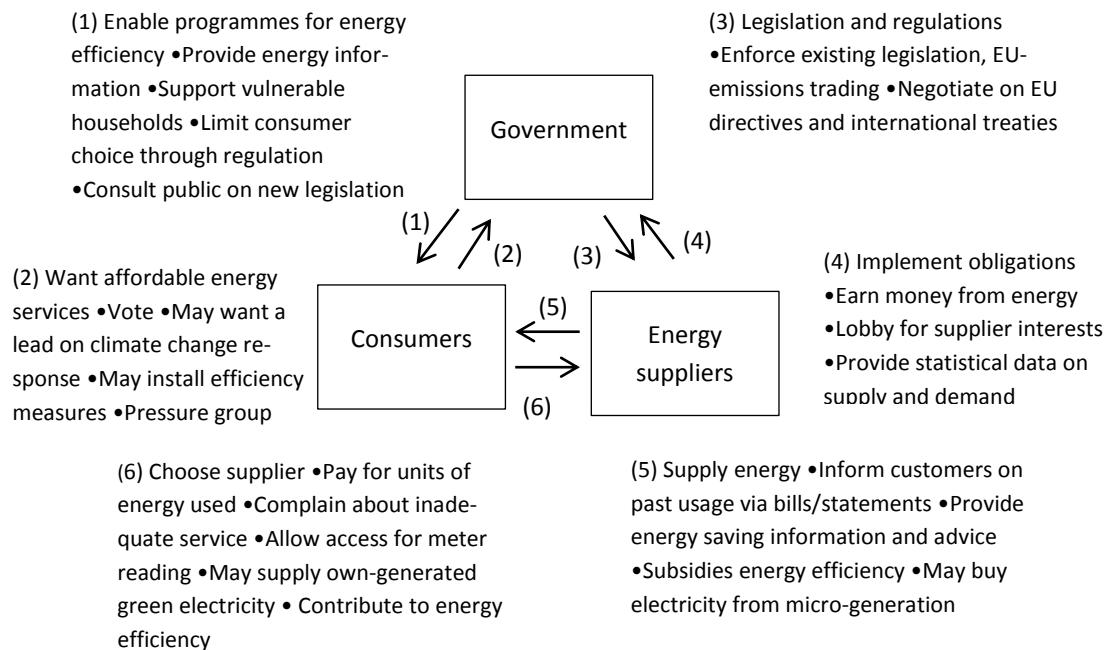 (1) Enable programmes for energy
efficiency •Provide energy infor-
mation •Support vulnerable
households •Limit consumer
choice through regulation
•Consult public on new legislation
(3) Legislation and regulations
•Enforce existing legislation, EU-
emissions trading •Negotiate on EU
directives and international treaties
Government
(1)
(2)
(3)
(4)
(2) Want affordable energy
services •Vote •May want a
lead on climate change re-
sponse •May install efficiency
measures •Pressure group
Consumers
(5)
(6)
Energy
suppliers
(4) Implement obligations
•Earn money from energy
•Lobby for supplier interests
•Provide statistical data on
supply and demand
(6) Choose supplier •Pay for units of
energy used •Complain about inade-
quate service •Allow access for meter
reading •May supply own-generated
green electricity • Contribute to energy
efficiency
(5) Supply energy •Inform customers on
past usage via bills/statements •Provide
energy saving information and advice
•Subsidies energy efficiency •May buy
electricity from micro-generation